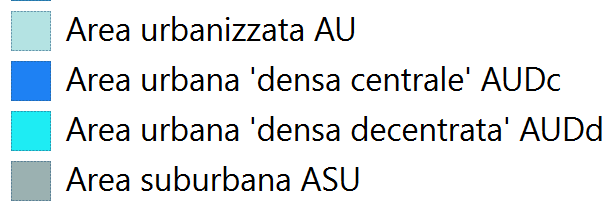 Area urbanizzata AU
Area urbana 'densa centrale' AUDc
Area urbana 'densa decentrata' AUDd
Area suburbana ASU